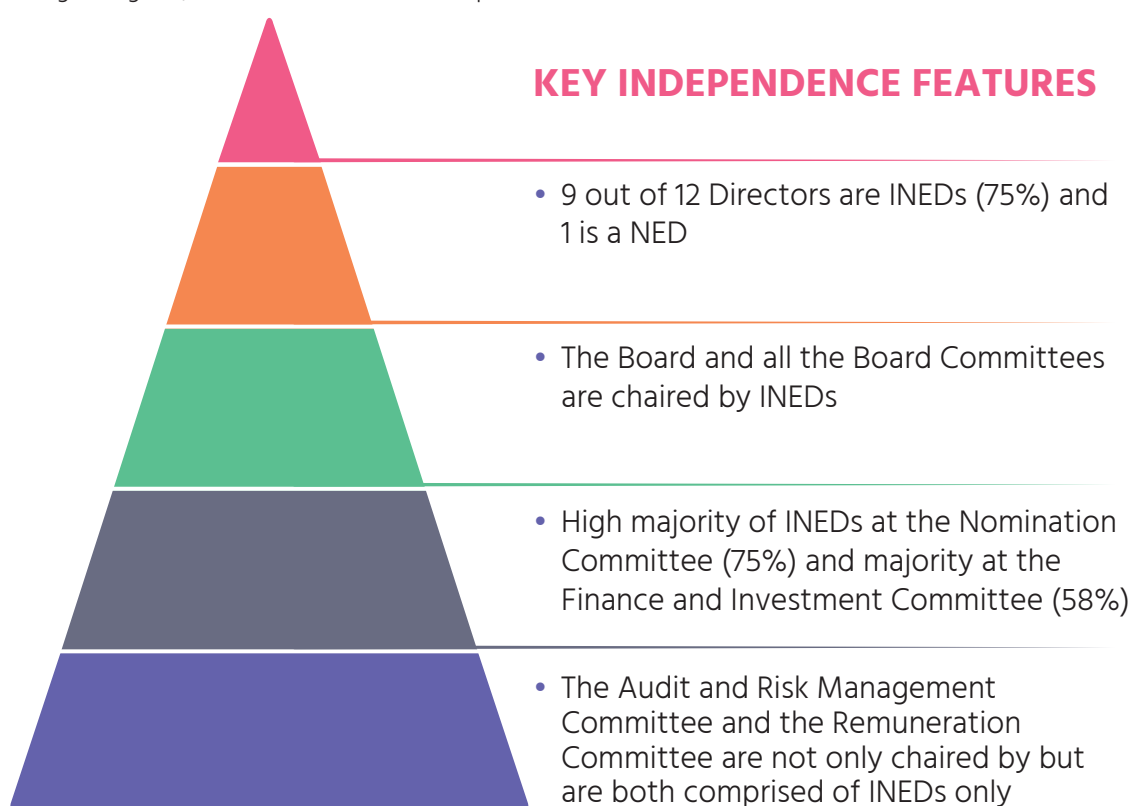 KEY INDEPENDENCE FEATURES
• 9 out of 12 Directors are INEDs (75%) and
1 is a NED
• The Board and all the Board Committees
are chaired by INEDs
• High majority of INEDs at the Nomination
Committee (75%) and majority at the
Finance and Investment Committee (58%)
• The Audit and Risk Management
Committee and the Remuneration
Committee are not only chaired by but
are both comprised of INEDs only